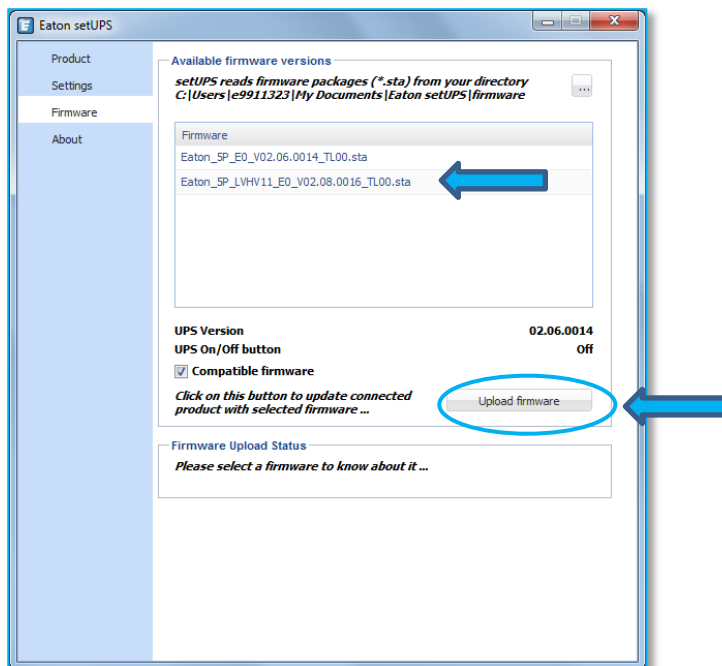 Eaton setUPS
Product
Settings
Firmware
About
Available firmware versions
setUPS reads firmware packages (*.sta) from your directory
C:|Users|e9911323|My Documents|Eaton setUPS|firmware
...
Firmware
Eaton_5P_E0_V02.06.0014_TL00.sta
Eaton_5P_LVHV11_E0_V02.08.0016_TL00.sta
UPS Version 02.06.0014
UPS On/Off button Off
Compatible firmware
Click on this button to update connected
product with selected firmware ...
Upload firmware
Firmware Upload Status
Please select a firmware to know about it ...